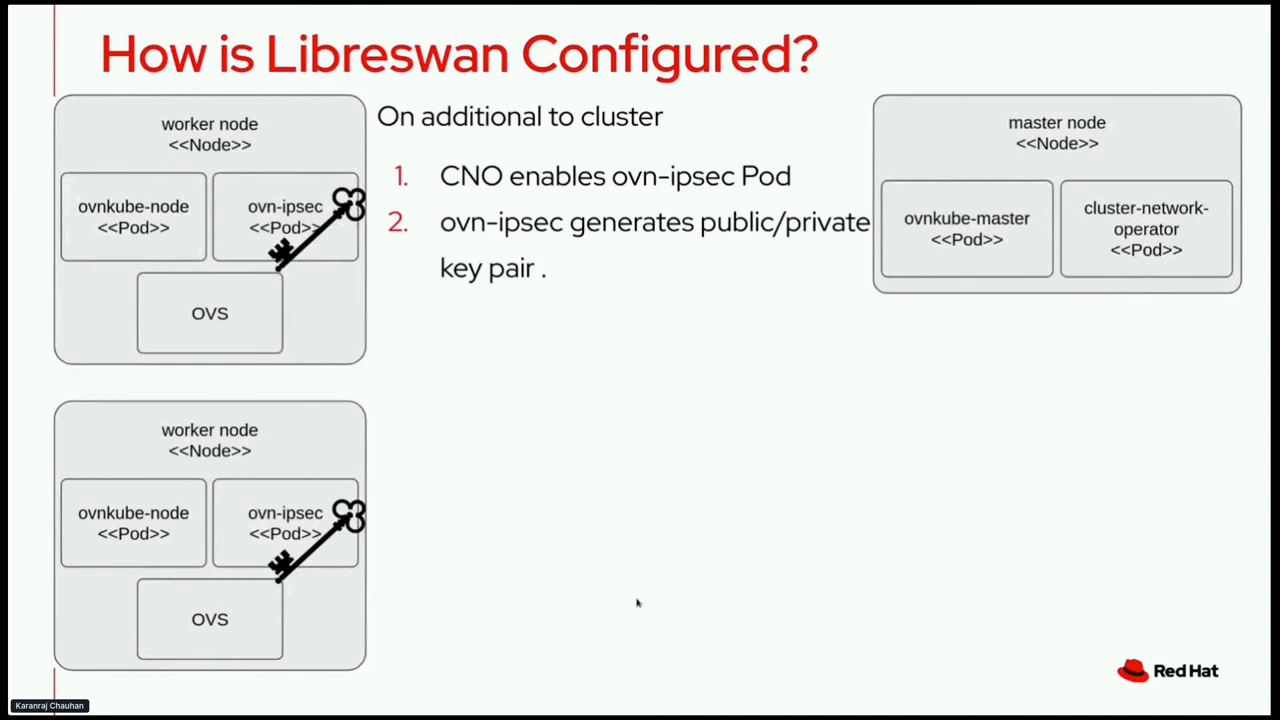 How is Libreswan Configured?
worker node
<<Node>>
ovnkube-node
<<Pod>>
ovn-ipsec
<<Pod>>
OVS
On additional to cluster
1. CNO enables ovn-ipsec Pod
2. ovn-ipsec generates public/private
key pair .
master node
<<Node>>
ovnkube-master
<<Pod>>
cluster-network-
operator
<<Pod>>
worker node
<<Node>>
ovnkube-node
<<Pod>>
ovn-ipsec
<<Pod>>
OVS
Red Hat
Karanraj Chauhan